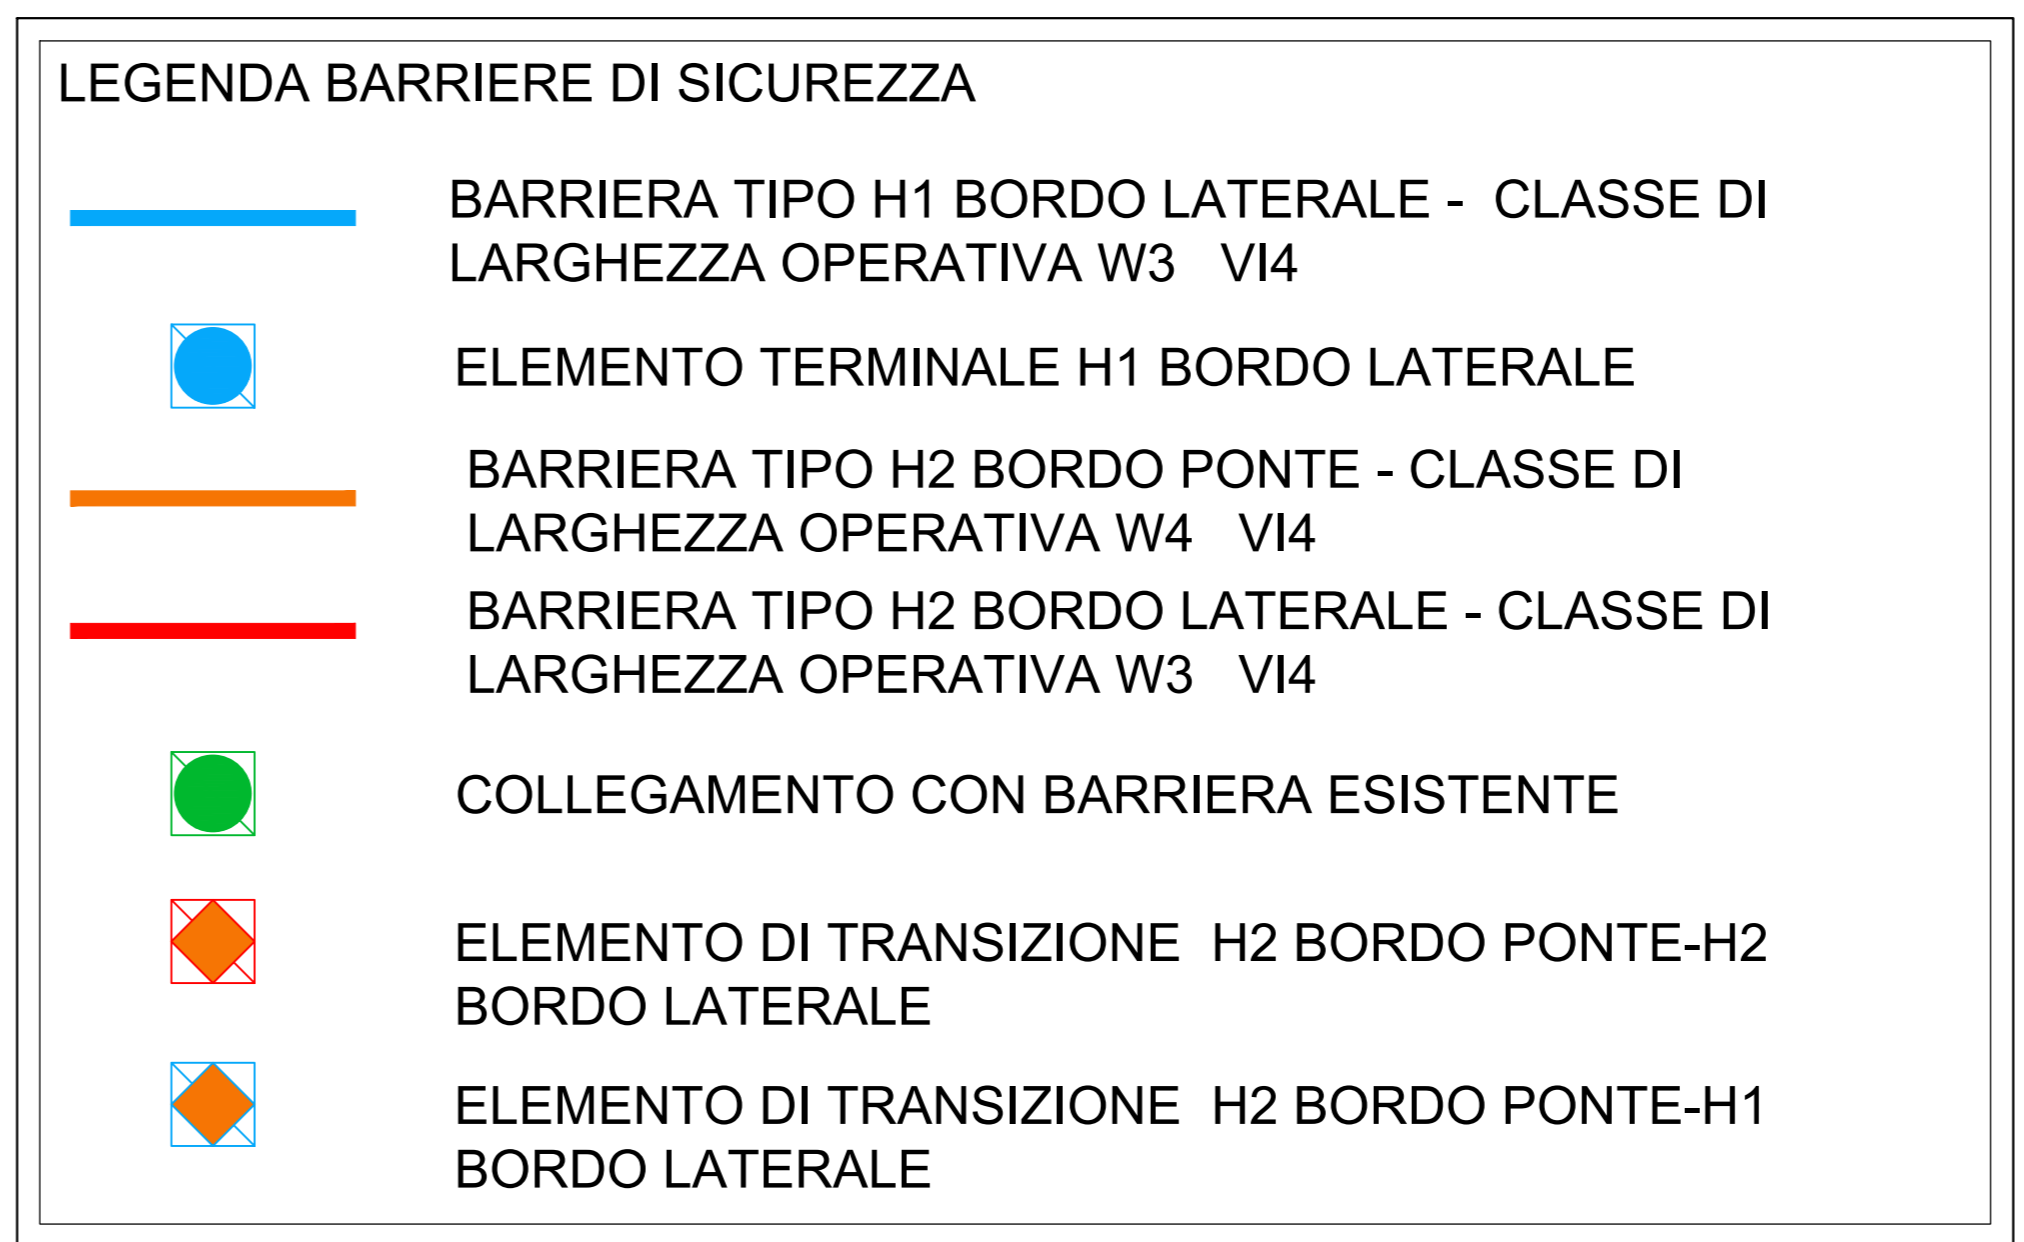 LEGENDA BARRIERE DI SICUREZZA
BARRIERA TIPO H1 BORDO LATERALE - CLASSE DI
LARGHEZZA OPERATIVA W3 VI4
ELEMENTO TERMINALE H1 BORDO LATERALE
BARRIERA TIPO H2 BORDO PONTE - CLASSE DI
LARGHEZZA OPERATIVA W4 VI4
BARRIERA TIPO H2 BORDO LATERALE - CLASSE DI
LARGHEZZA OPERATIVA W3 VI4
COLLEGAMENTO CON BARRIERA ESISTENTE
ELEMENTO DI TRANSIZIONE H2 BORDO PONTE-H2
BORDO LATERALE
ELEMENTO DI TRANSIZIONE H2 BORDO PONTE-H1
BORDO LATERALE